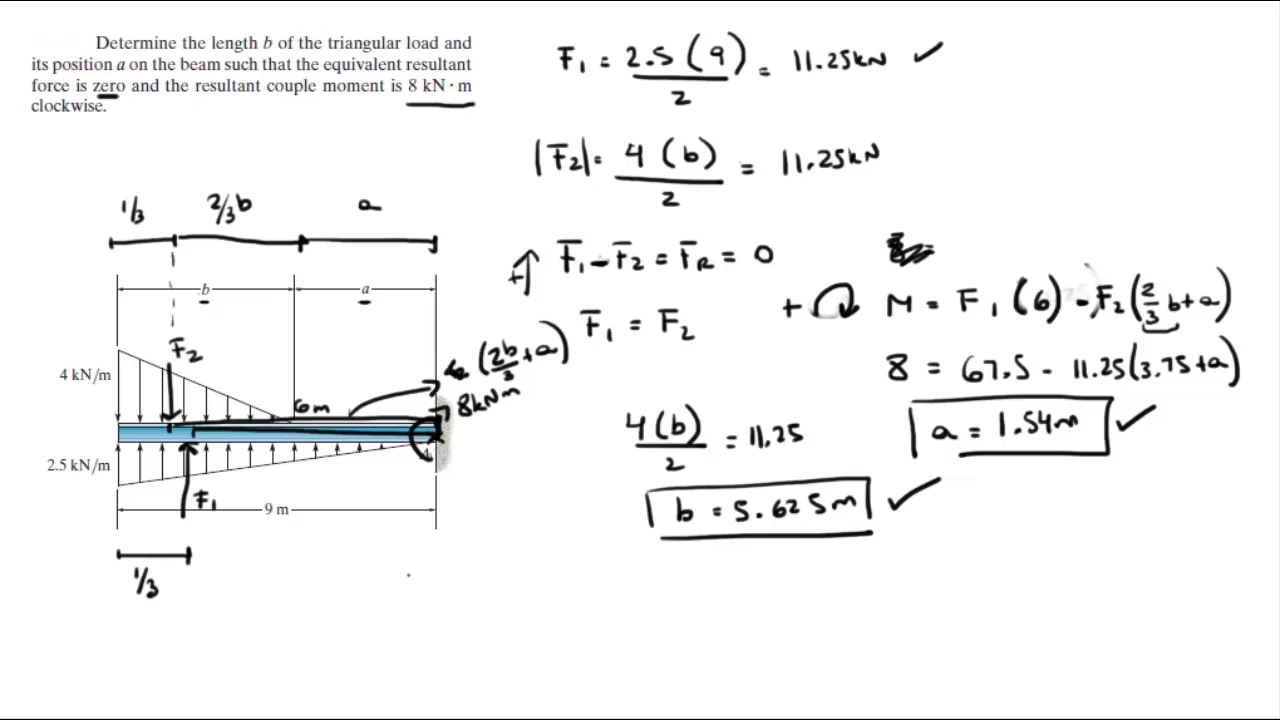 Determine the length b of the triangular load and
its position a on the beam such that the equivalent resultant
force is zero and the resultant couple moment is 8 kN · m
clockwise.
F₁ = 2.5(9)/2 = 11.25kN ✓
|F₂| = 4(b)/2 = 11.25kN
1/3 2/3b a
+↑ F₁ - F₂ = F_R = 0
b a
F₁ = F₂
+ M = F₁(6) - F₂(2/3 b + a)
F₂
(2b/3 + a)
8 = 67.5 - 11.25(3.75 + a)
4 kN/m
6m
8kNm
4(b)/2 = 11.25
a = 1.54m ✓
2.5 kN/m
F₁
b = 5.625m ✓
9 m
1/3